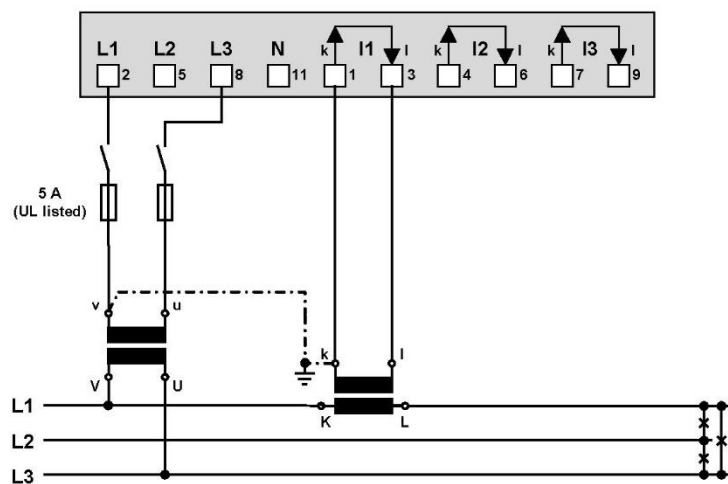 L1 L2 L3 N k I1 l k I2 l k I3 l
2 5 8 11 1 3 4 6 7 9
5 A
(UL listed)
v u
k l
V U
L1 K L
L2
L3